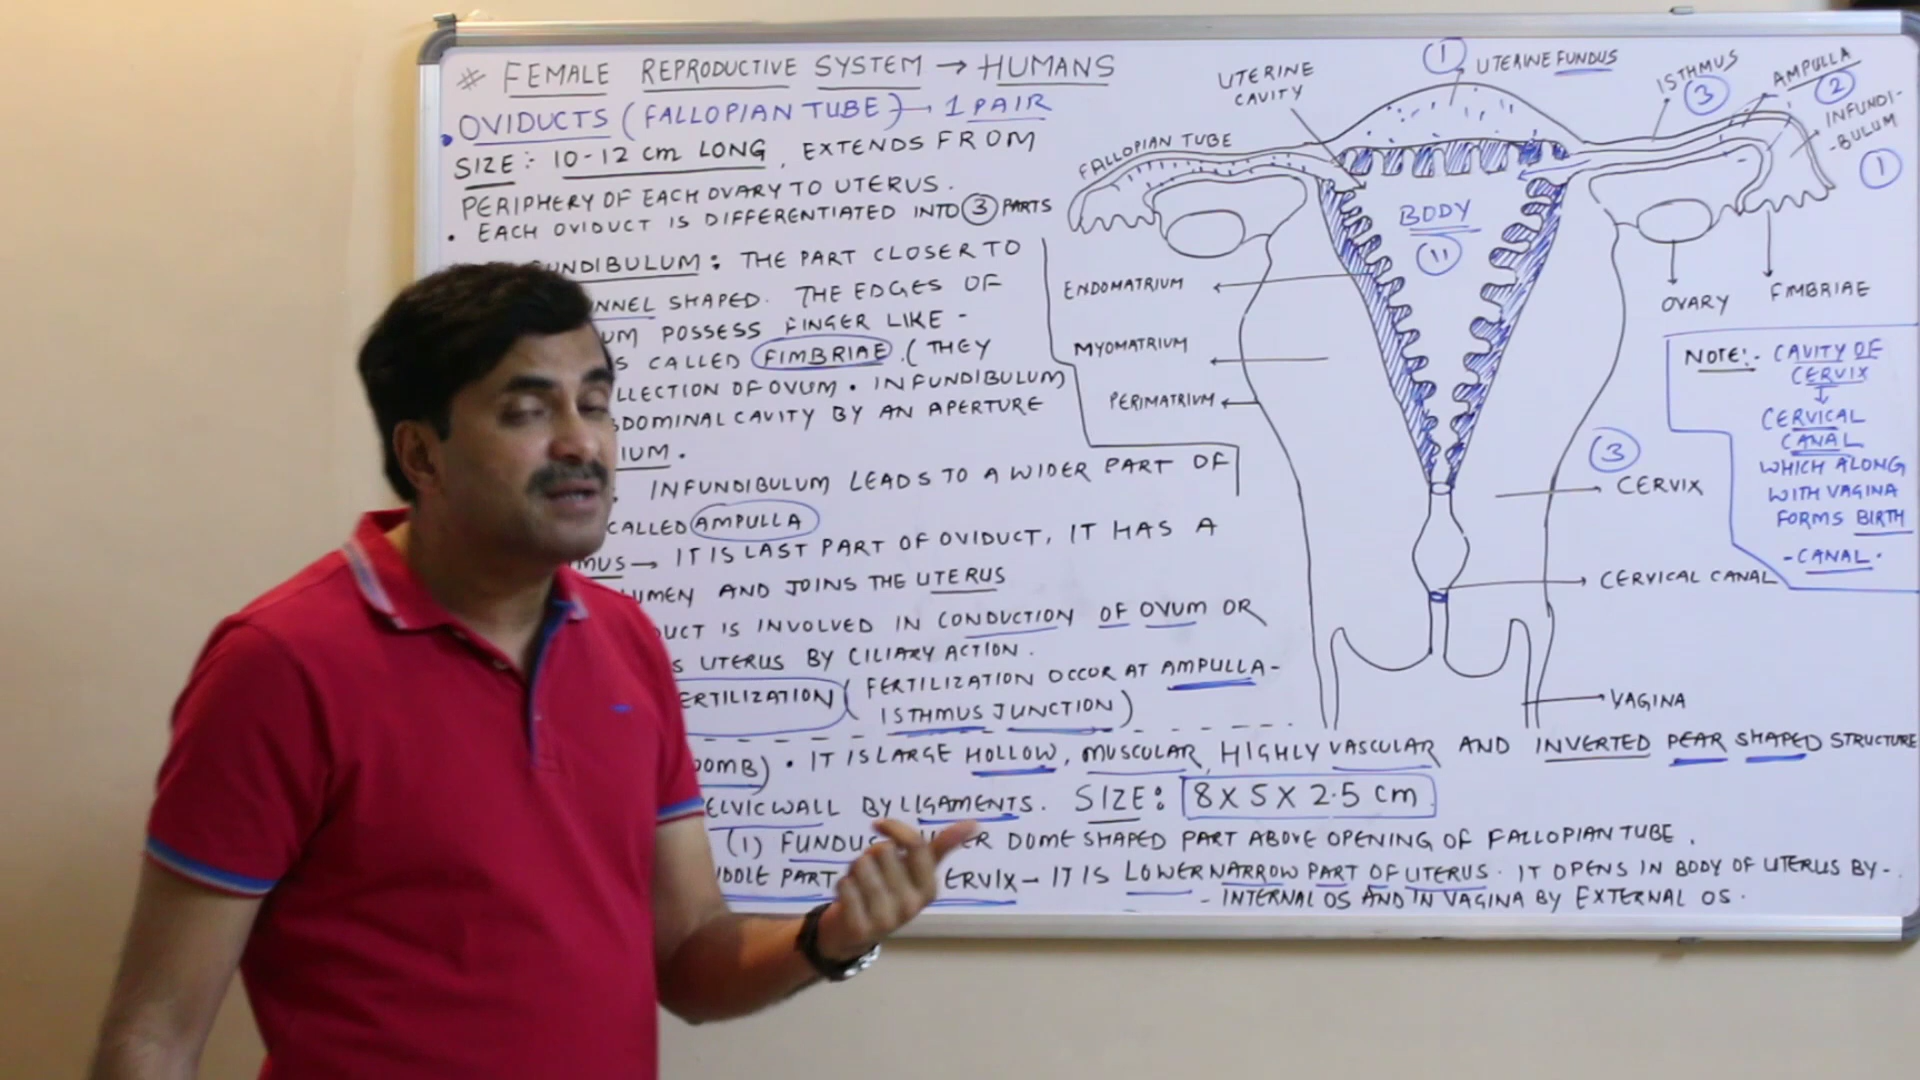 # FEMALE REPRODUCTIVE SYSTEM → HUMANS
• OVIDUCTS (FALLOPIAN TUBE) → 1 PAIR
SIZE:- 10-12 cm LONG, EXTENDS FROM
PERIPHERY OF EACH OVARY TO UTERUS.
• EACH OVIDUCT IS DIFFERENTIATED INTO 3 PARTS
UNDIBULUM: THE PART CLOSER TO
NNEL SHAPED. THE EDGES OF
UM POSSESS FINGER LIKE -
S CALLED FIMBRIAE. (THEY
LLECTION OF OVUM. INFUNDIBULUM
DOMINAL CAVITY BY AN APERTURE
IUM.
INFUNDIBULUM LEADS TO A WIDER PART OF
CALLED AMPULLA
MUS → IT IS LAST PART OF OVIDUCT, IT HAS A
LUMEN AND JOINS THE UTERUS
UCT IS INVOLVED IN CONDUCTION OF OVUM OR
S UTERUS BY CILIARY ACTION.
ERTILIZATION (FERTILIZATION OCCUR AT AMPULLA-
ISTHMUS JUNCTION)
OMB) • IT IS LARGE HOLLOW, MUSCULAR, HIGHLY VASCULAR AND INVERTED PEAR SHAPED STRUCTURE
ELVIC WALL BY LIGAMENTS. SIZE: 8 X 5 X 2.5 cm
(1) FUNDUS ER DOME SHAPED PART ABOVE OPENING OF FALLOPIAN TUBE.
IDDLE PART ERVIX – IT IS LOWER NARROW PART OF UTERUS. IT OPENS IN BODY OF UTERUS BY -
- INTERNAL OS AND IN VAGINA BY EXTERNAL OS.
UTERINE
CAVITY
1
UTERINE FUNDUS
ISTHMUS
3
AMPULLA
2
INFUNDI-
-BULUM
1
FALLOPIAN TUBE
BODY
11
ENDOMATRIUM
MYOMATRIUM
PERIMATRIUM
OVARY
FIMBRIAE
3
CERVIX
CERVICAL CANAL
VAGINA
NOTE:- CAVITY OF
CERVIX
↓
CERVICAL
CANAL
WHICH ALONG
WITH VAGINA
FORMS BIRTH
-CANAL.